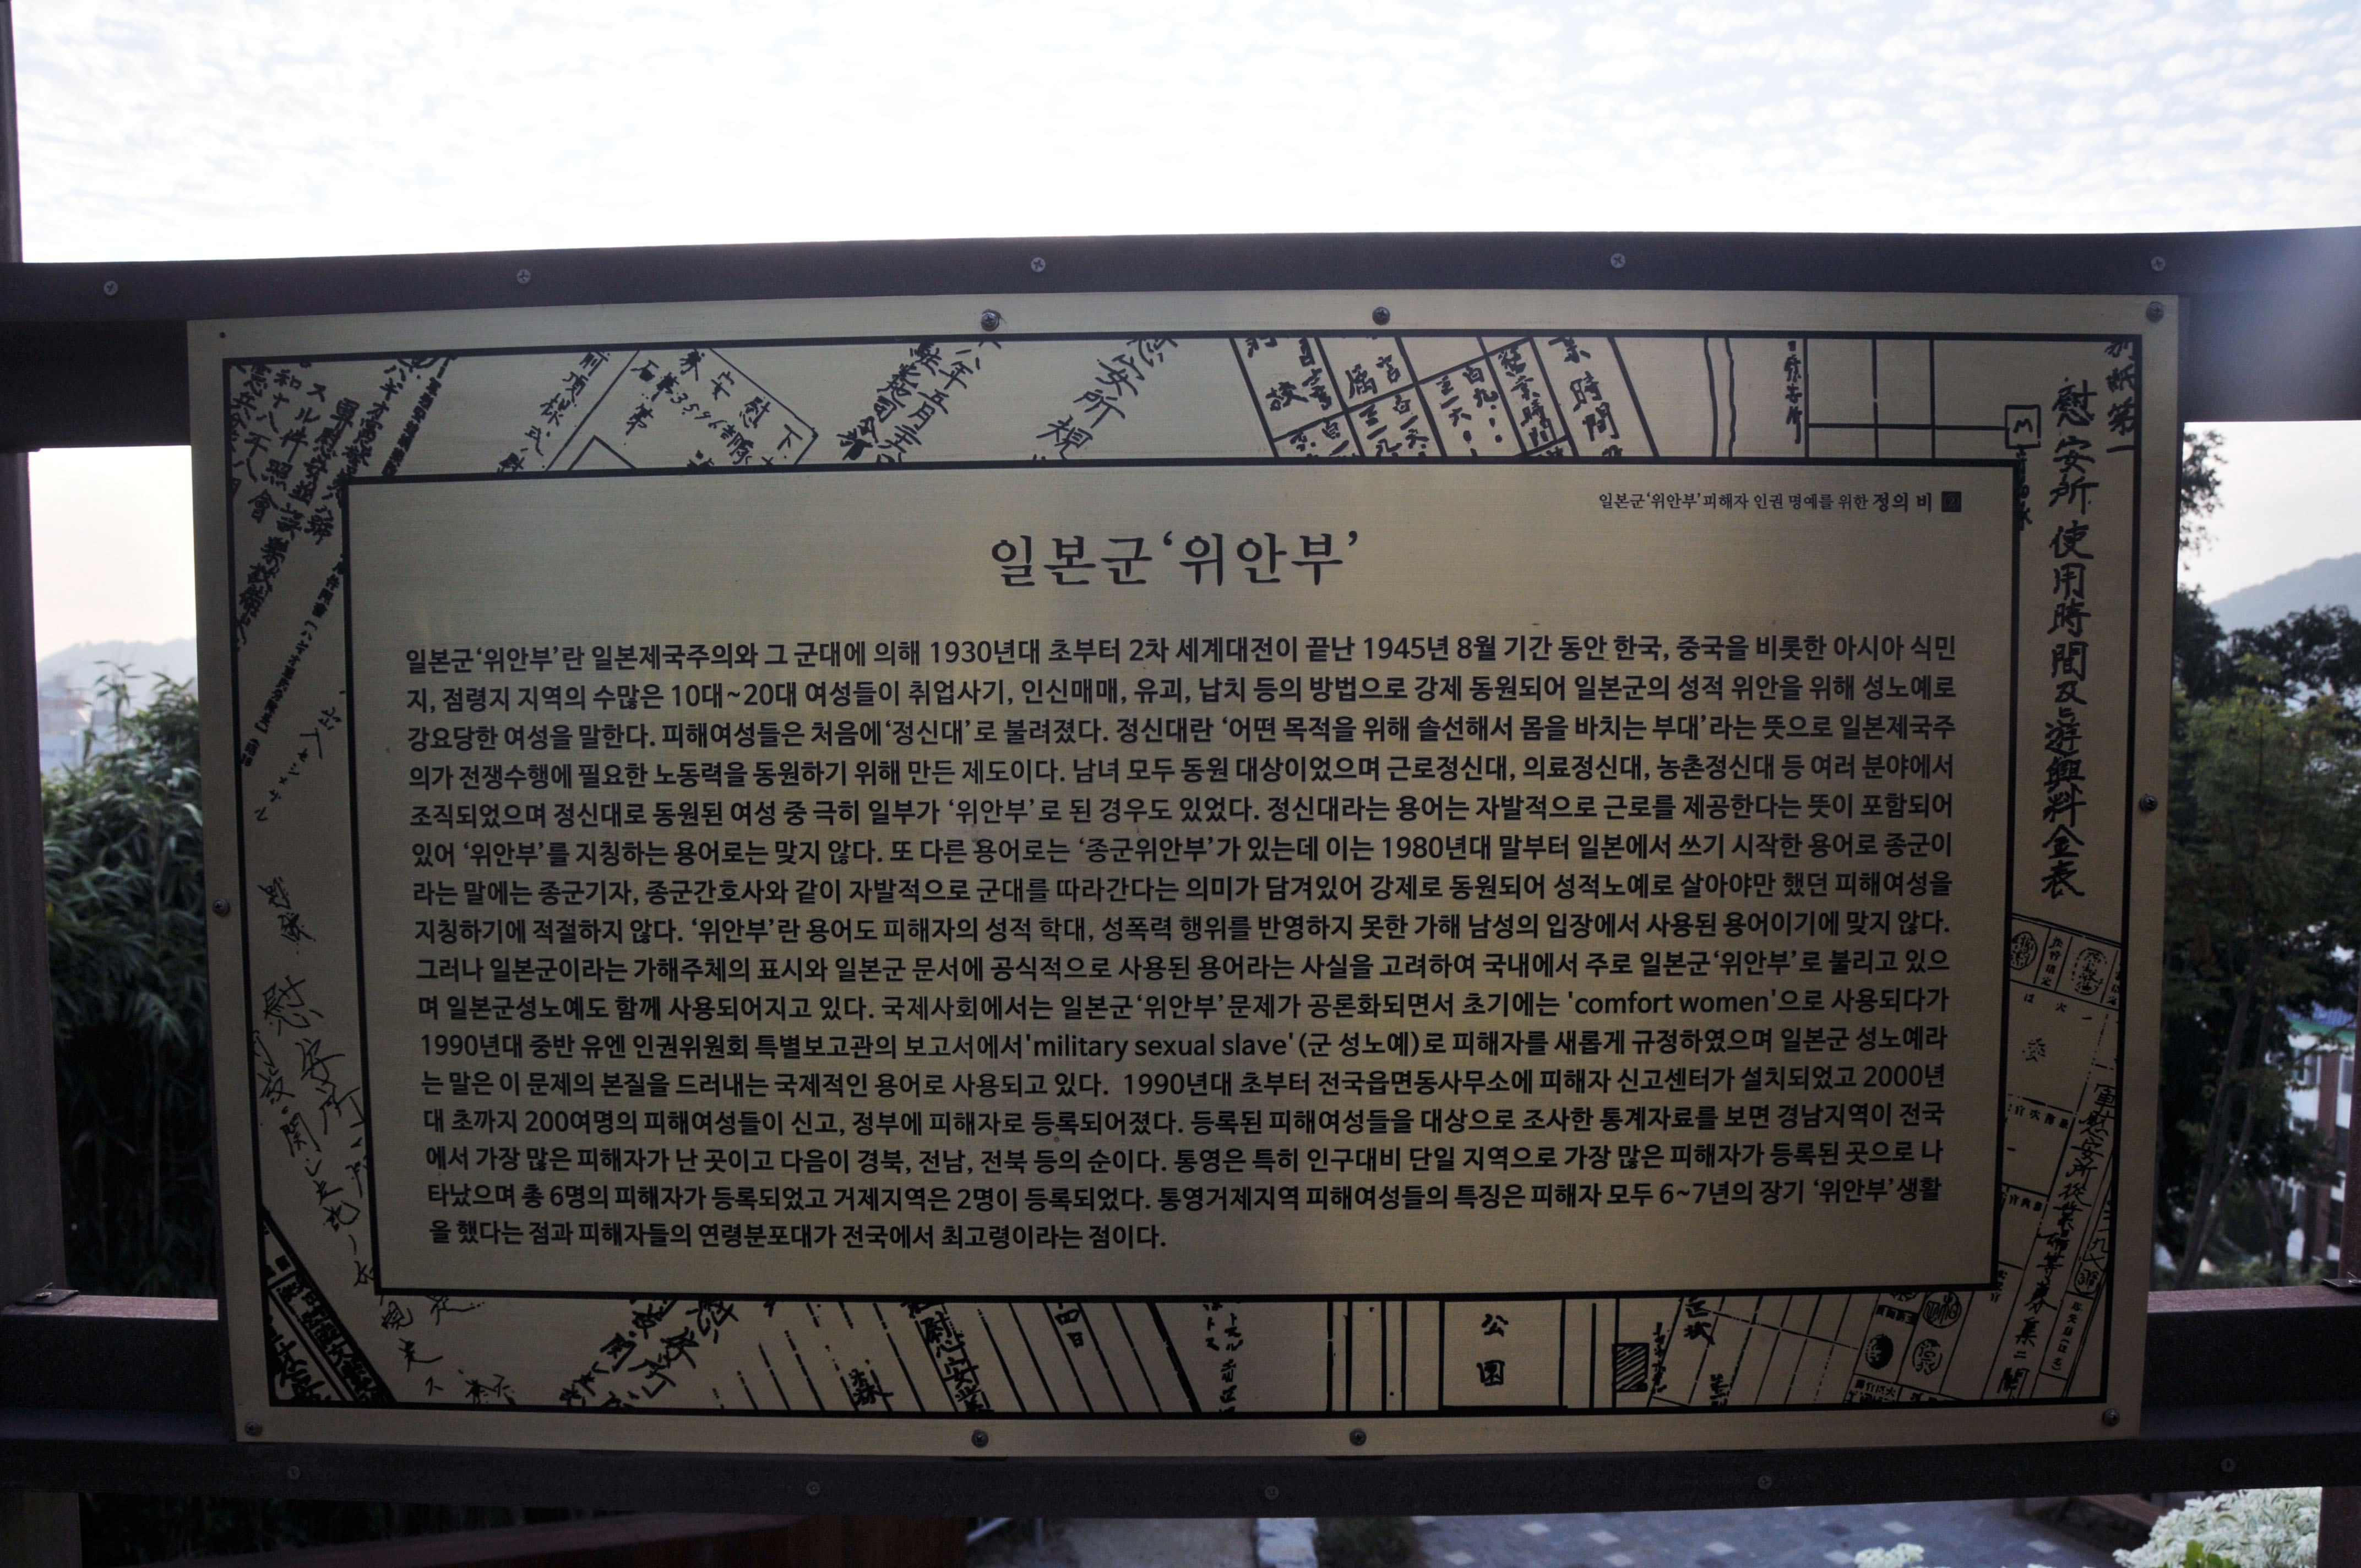 일본군‘위안부’피해자 인권 명예를 위한 정의 비
일본군‘위안부’
일본군‘위안부’란 일본제국주의와 그 군대에 의해 1930년대 초부터 2차 세계대전이 끝난 1945년 8월 기간 동안 한국, 중국을 비롯한 아시아 식민
지, 점령지 지역의 수많은 10대~20대 여성들이 취업사기, 인신매매, 유괴, 납치 등의 방법으로 강제 동원되어 일본군의 성적 위안을 위해 성노예로
강요당한 여성을 말한다. 피해여성들은 처음에‘정신대’로 불려졌다. 정신대란 ‘어떤 목적을 위해 솔선해서 몸을 바치는 부대’라는 뜻으로 일본제국주
의가 전쟁수행에 필요한 노동력을 동원하기 위해 만든 제도이다. 남녀 모두 동원 대상이었으며 근로정신대, 의료정신대, 농촌정신대 등 여러 분야에서
조직되었으며 정신대로 동원된 여성 중 극히 일부가 ‘위안부’로 된 경우도 있었다. 정신대라는 용어는 자발적으로 근로를 제공한다는 뜻이 포함되어
있어 ‘위안부’를 지칭하는 용어로는 맞지 않다. 또 다른 용어로는 ‘종군위안부’가 있는데 이는 1980년대 말부터 일본에서 쓰기 시작한 용어로 종군이
라는 말에는 종군기자, 종군간호사와 같이 자발적으로 군대를 따라간다는 의미가 담겨있어 강제로 동원되어 성적노예로 살아야만 했던 피해여성을
지칭하기에 적절하지 않다. ‘위안부’란 용어도 피해자의 성적 학대, 성폭력 행위를 반영하지 못한 가해 남성의 입장에서 사용된 용어이기에 맞지 않다.
그러나 일본군이라는 가해주체의 표시와 일본군 문서에 공식적으로 사용된 용어라는 사실을 고려하여 국내에서 주로 일본군‘위안부’로 불리고 있으
며 일본군성노예도 함께 사용되어지고 있다. 국제사회에서는 일본군‘위안부’문제가 공론화되면서 초기에는 'comfort women'으로 사용되다가
1990년대 중반 유엔 인권위원회 특별보고관의 보고서에서'military sexual slave'(군 성노예)로 피해자를 새롭게 규정하였으며 일본군 성노예라
는 말은 이 문제의 본질을 드러내는 국제적인 용어로 사용되고 있다. 1990년대 초부터 전국읍면동사무소에 피해자 신고센터가 설치되었고 2000년
대 초까지 200여명의 피해여성들이 신고, 정부에 피해자로 등록되어졌다. 등록된 피해여성들을 대상으로 조사한 통계자료를 보면 경남지역이 전국
에서 가장 많은 피해자가 난 곳이고 다음이 경북, 전남, 전북 등의 순이다. 통영은 특히 인구대비 단일 지역으로 가장 많은 피해자가 등록된 곳으로 나
타났으며 총 6명의 피해자가 등록되었고 거제지역은 2명이 등록되었다. 통영거제지역 피해여성들의 특징은 피해자 모두 6~7년의 장기 ‘위안부’생활
올 했다는 점과 피해자들의 연령분포대가 전국에서 최고령이라는 점이다.
慰安所使用時間及遊興料金表
公園